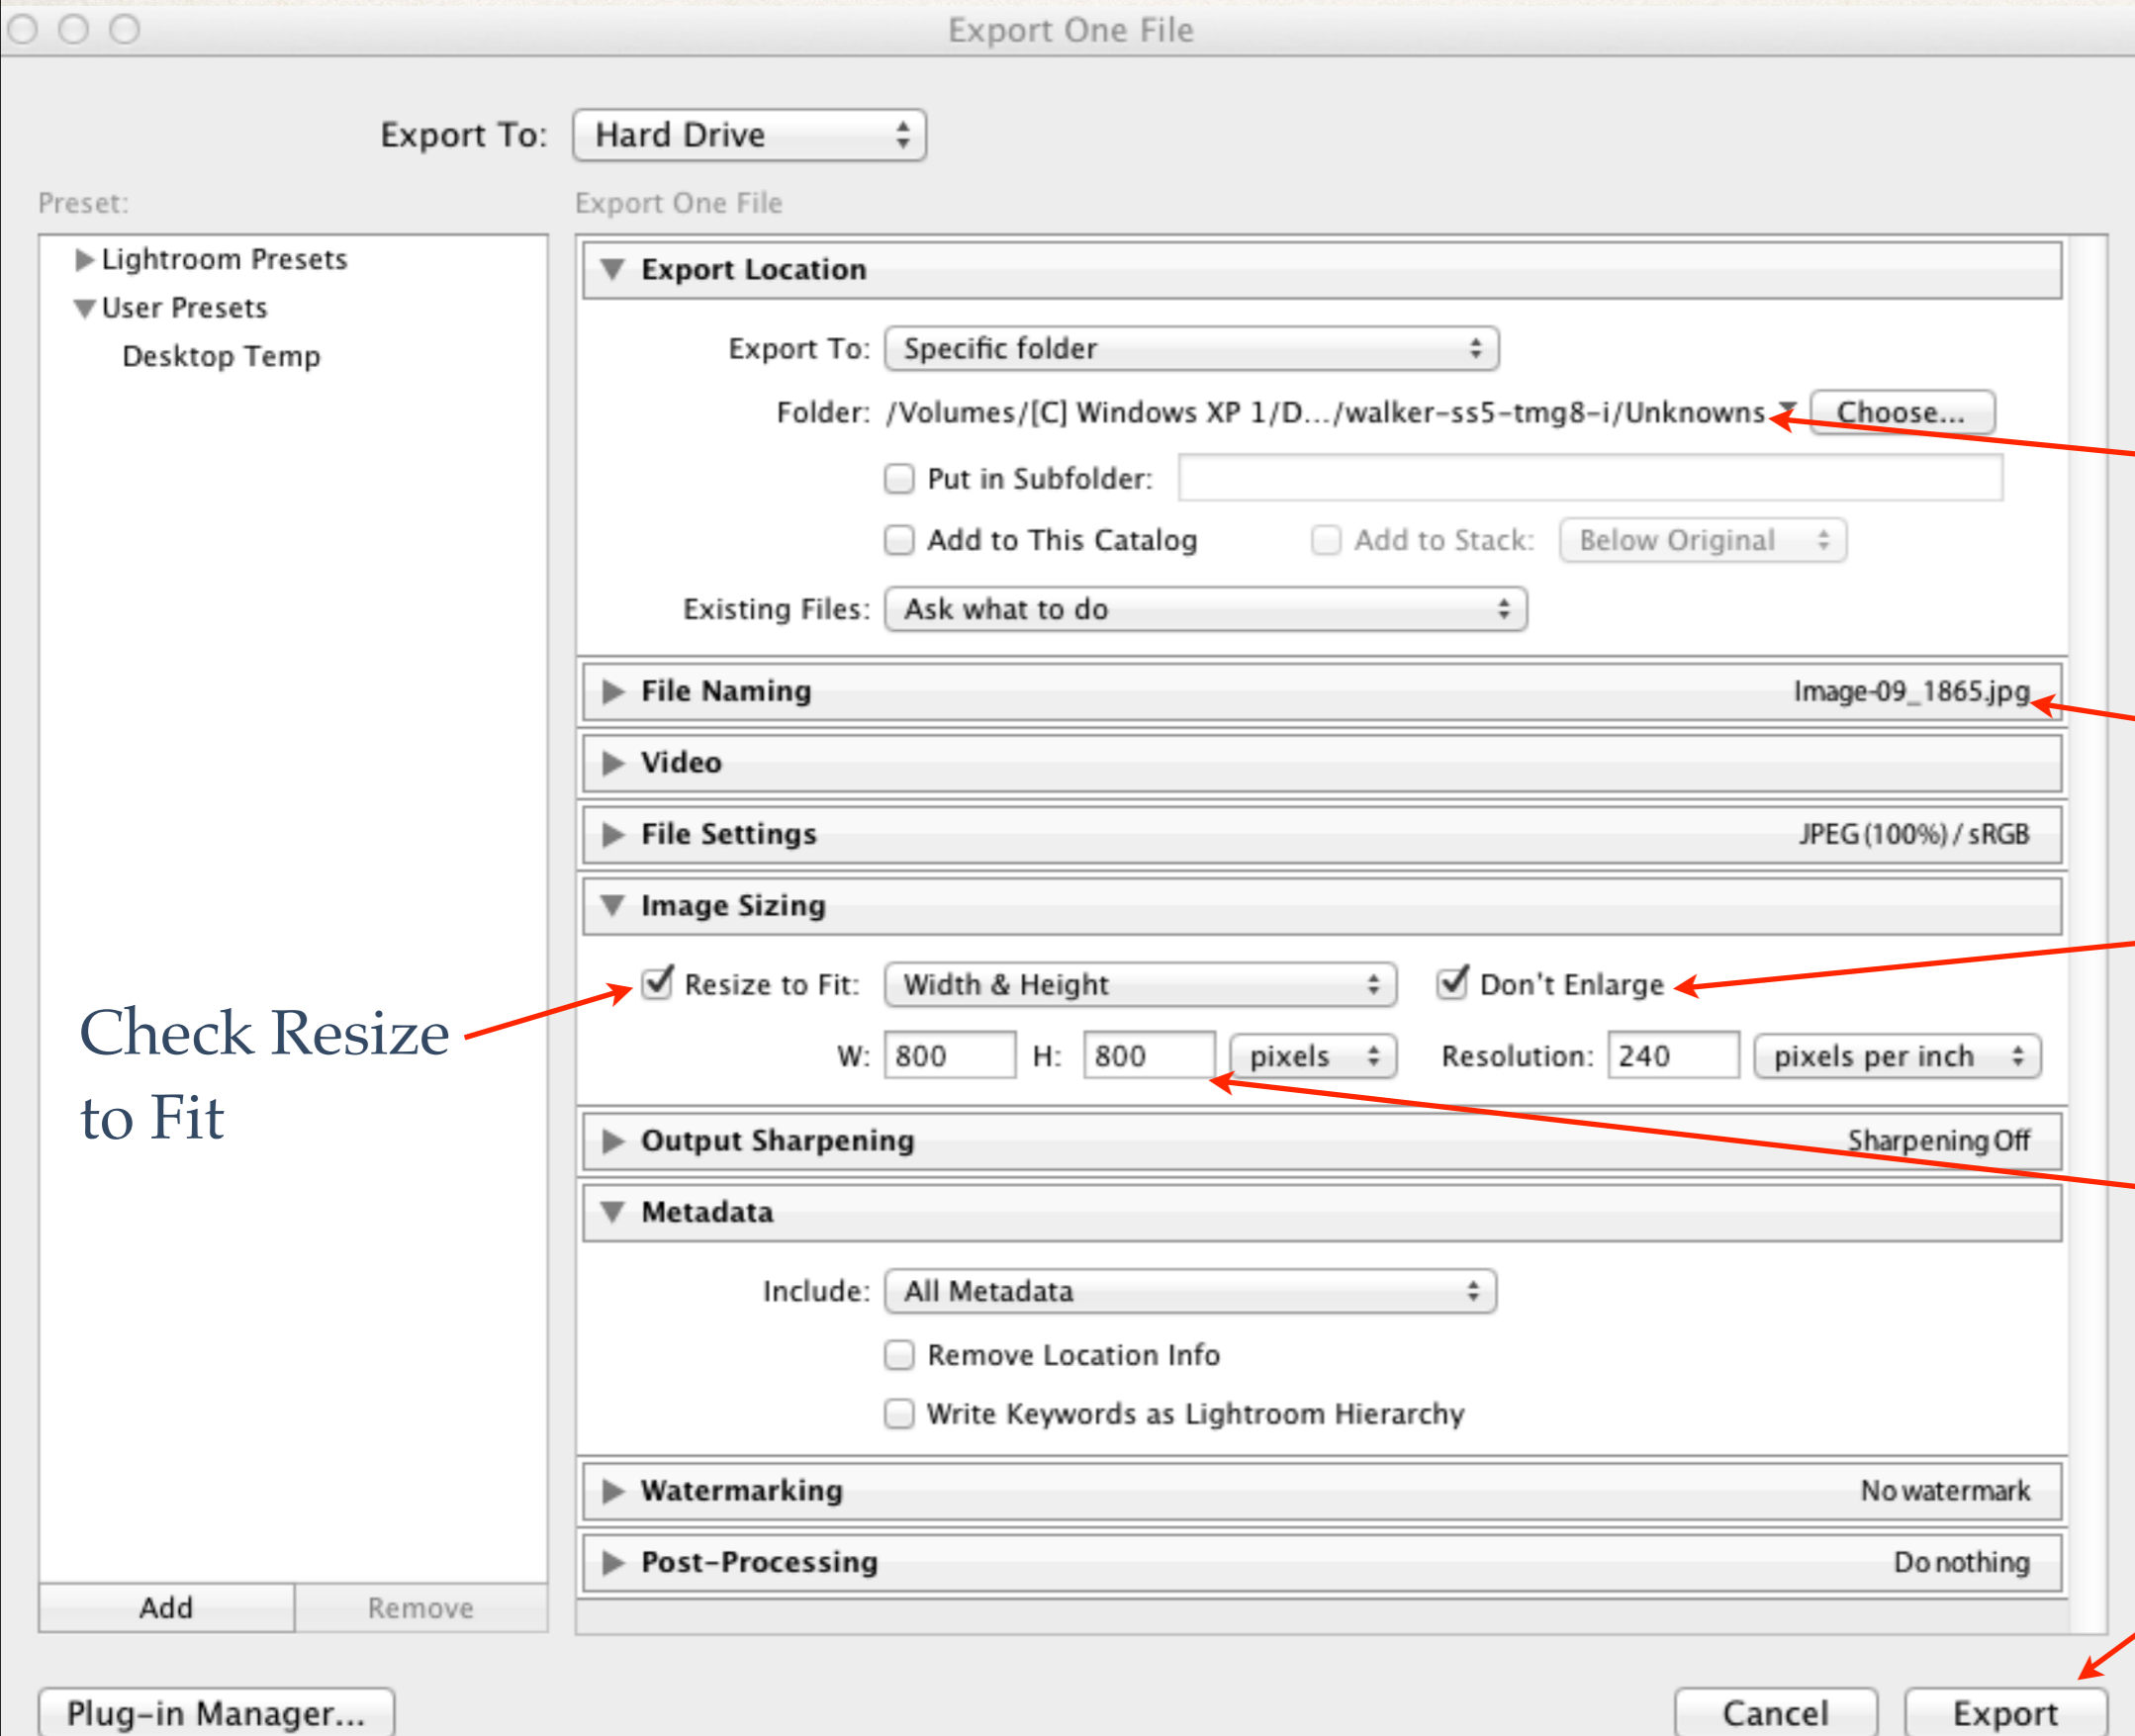 Export One File
Export To: Hard Drive
Preset:
Export One File
Lightroom Presets
User Presets
Desktop Temp
Add Remove
Check Resize
to Fit
Export Location
Export To: Specific folder
Folder: /Volumes/[C] Windows XP 1/D.../walker-ss5-tmg8-i/Unknowns Choose...
Put in Subfolder:
Add to This Catalog Add to Stack: Below Original
Existing Files: Ask what to do
File Naming Image-09_1865.jpg
Video
File Settings JPEG (100%) / sRGB
Image Sizing
Resize to Fit: Width & Height Don't Enlarge
W: 800 H: 800 pixels Resolution: 240 pixels per inch
Output Sharpening Sharpening Off
Metadata
Include: All Metadata
Remove Location Info
Write Keywords as Lightroom Hierarchy
Watermarking No watermark
Post-Processing Do nothing
Plug-in Manager... Cancel Export